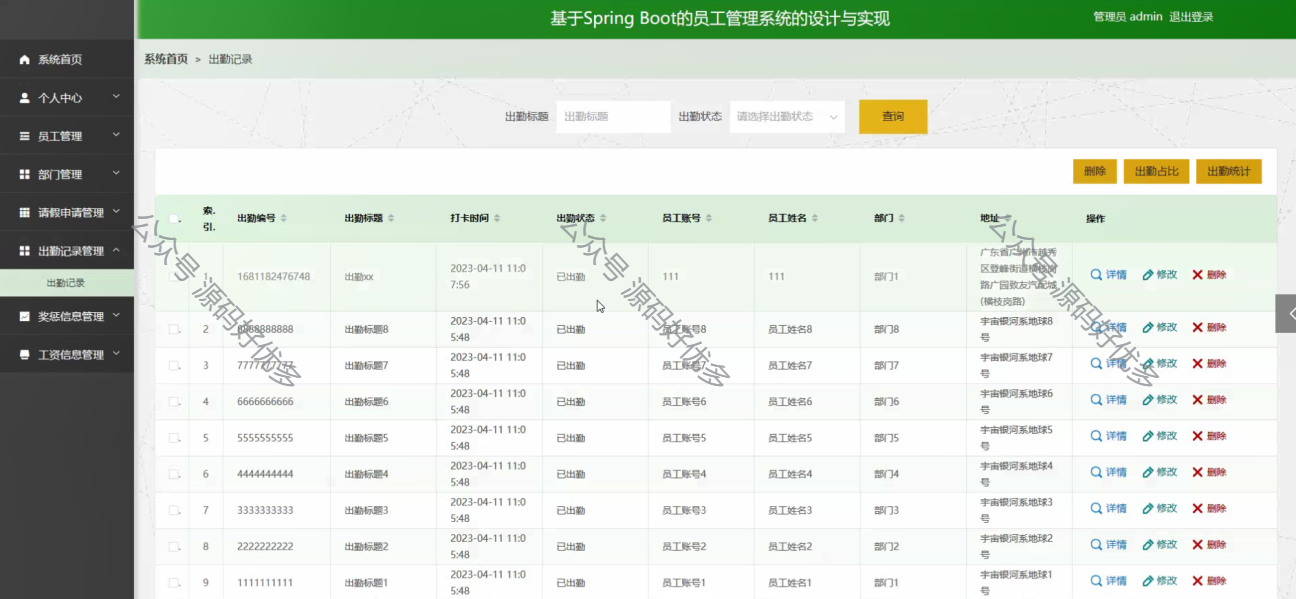 基于Spring Boot的员工管理系统的设计与实现
管理员 admin 退出登录
系统首页
个人中心
员工管理
部门管理
请假申请管理
出勤记录管理
出勤记录
奖惩信息管理
工资信息管理
系统首页 > 出勤记录
出勤标题 出勤标题 出勤状态 请选择出勤状态 查询
删除 出勤占比 出勤统计
索引. 出勤编号 出勤标题 打卡时间 出勤状态 员工账号 员工姓名 部门 地址 操作
1 1681182476748 出勤xx 2023-04-11 11:07:56 已出勤 111 111 部门1 广东省广州市越秀区登峰街道横枝岗路广园致友汽配城(横枝岗路) 详情 修改 删除
2 8888888888 出勤标题8 2023-04-11 11:05:48 已出勤 员工账号8 员工姓名8 部门8 宇宙银河系地球8号 详情 修改 删除
3 7777777777 出勤标题7 2023-04-11 11:05:48 已出勤 员工账号7 员工姓名7 部门7 宇宙银河系地球7号 详情 修改 删除
4 6666666666 出勤标题6 2023-04-11 11:05:48 已出勤 员工账号6 员工姓名6 部门6 宇宙银河系地球6号 详情 修改 删除
5 5555555555 出勤标题5 2023-04-11 11:05:48 已出勤 员工账号5 员工姓名5 部门5 宇宙银河系地球5号 详情 修改 删除
6 4444444444 出勤标题4 2023-04-11 11:05:48 已出勤 员工账号4 员工姓名4 部门4 宇宙银河系地球4号 详情 修改 删除
7 3333333333 出勤标题3 2023-04-11 11:05:48 已出勤 员工账号3 员工姓名3 部门3 宇宙银河系地球3号 详情 修改 删除
8 2222222222 出勤标题2 2023-04-11 11:05:48 已出勤 员工账号2 员工姓名2 部门2 宇宙银河系地球2号 详情 修改 删除
9 1111111111 出勤标题1 2023-04-11 11:05:48 已出勤 员工账号1 员工姓名1 部门1 宇宙银河系地球1号 详情 修改 删除
公众号 源码好优多
公众号 源码好优多
公众号 源码好优多